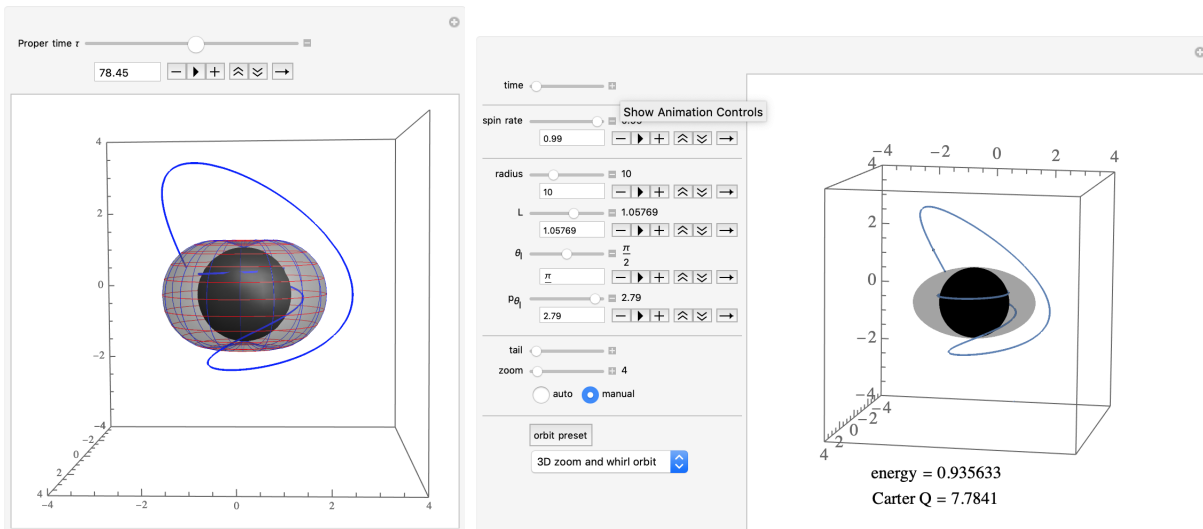 Proper time τ
78.45
4
2
0
−2
−4
−2
0
2
4
−4
−2
0
2
4
time
Show Animation Controls
spin rate
0.99
radius 10
10
L 1.05769
1.05769
θ_l π/2
π
p_θ_l 2.79
2.79
tail
zoom 4
auto manual
orbit preset
3D zoom and whirl orbit
−4 −2 0 2 4
4
2
0
−2
−4
−4
−2
0
2
4
energy = 0.935633
Carter Q = 7.7841